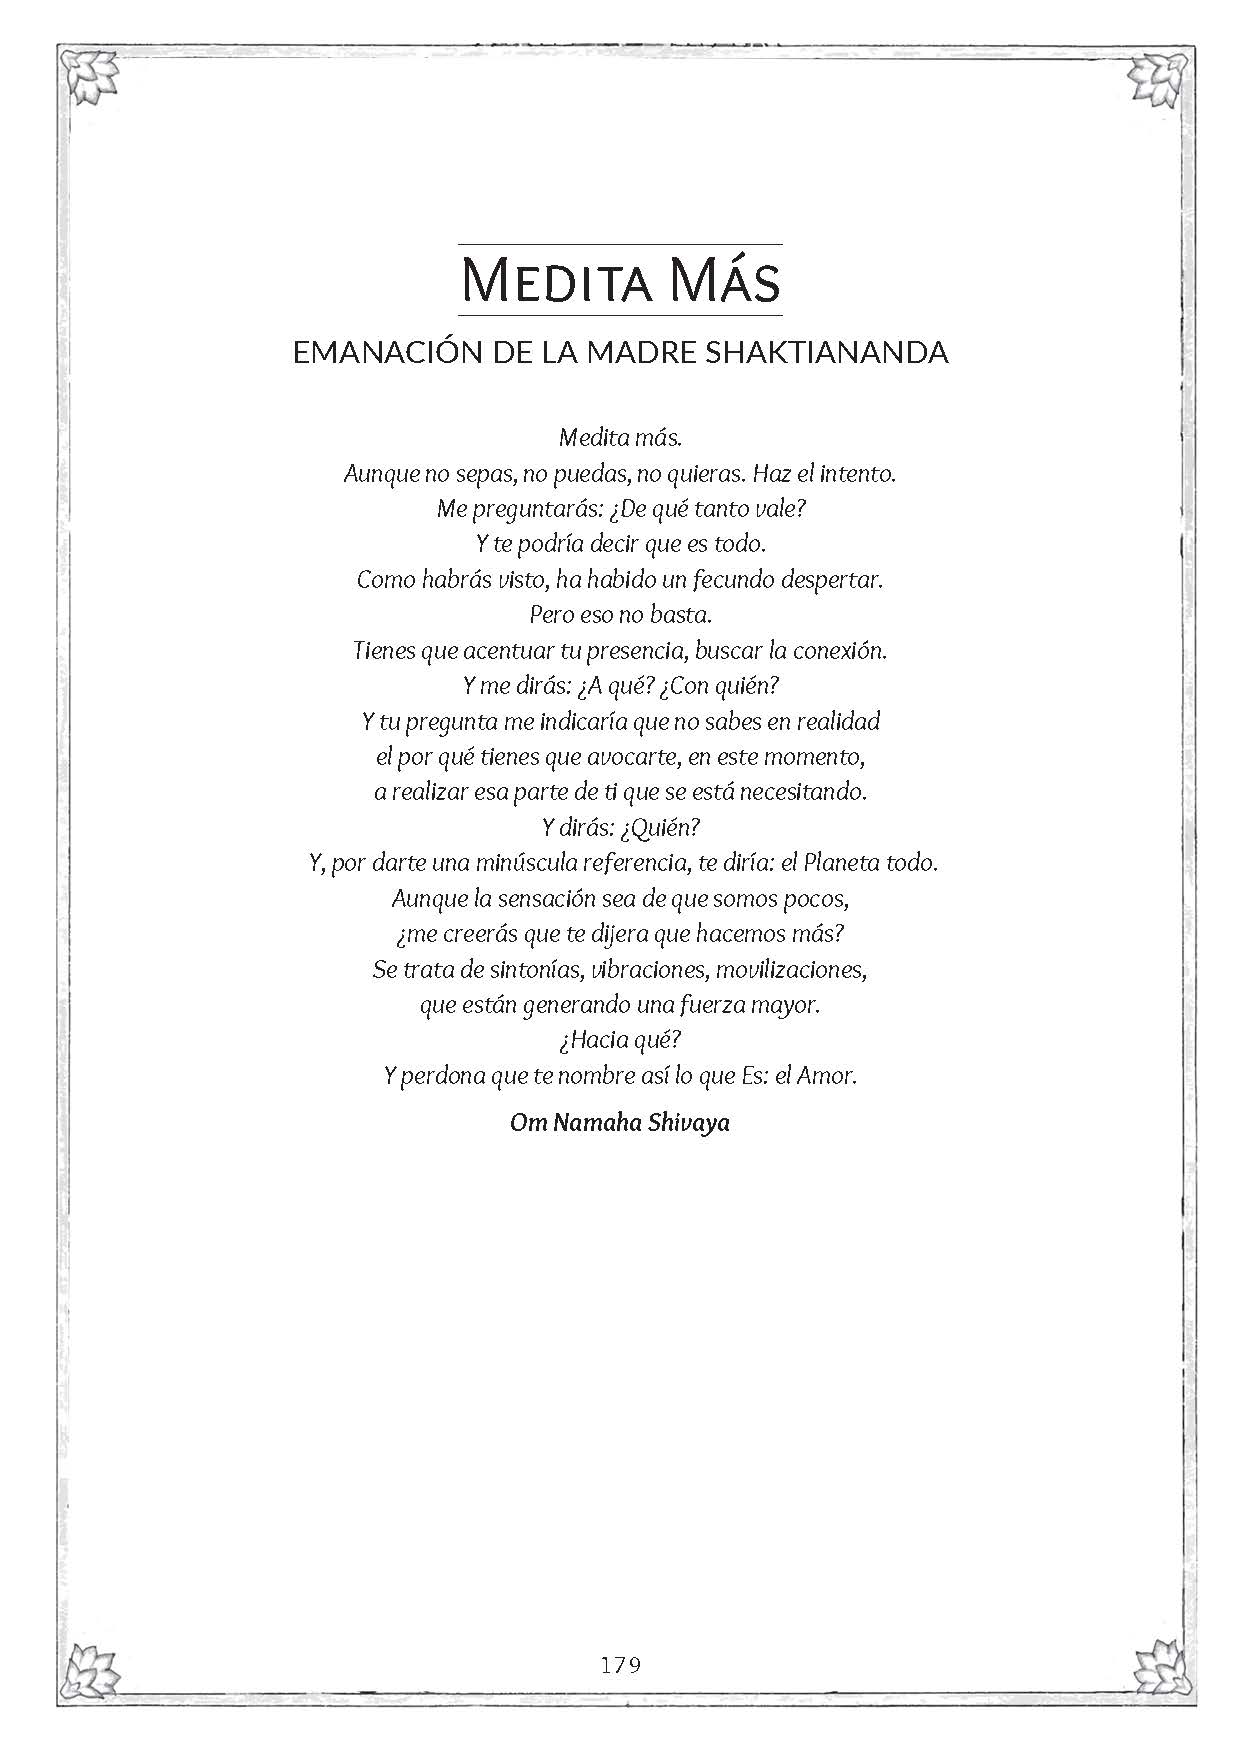 Medita Más
EMANACIÓN DE LA MADRE SHAKTIANANDA
Medita más.
Aunque no sepas, no puedas, no quieras. Haz el intento.
Me preguntarás: ¿De qué tanto vale?
Y te podría decir que es todo.
Como habrás visto, ha habido un fecundo despertar.
Pero eso no basta.
Tienes que acentuar tu presencia, buscar la conexión.
Y me dirás: ¿A qué? ¿Con quién?
Y tu pregunta me indicaría que no sabes en realidad
el por qué tienes que avocarte, en este momento,
a realizar esa parte de ti que se está necesitando.
Y dirás: ¿Quién?
Y, por darte una minúscula referencia, te diría: el Planeta todo.
Aunque la sensación sea de que somos pocos,
¿me creerás que te dijera que hacemos más?
Se trata de sintonías, vibraciones, movilizaciones,
que están generando una fuerza mayor.
¿Hacia qué?
Y perdona que te nombre así lo que Es: el Amor.
Om Namaha Shivaya
179